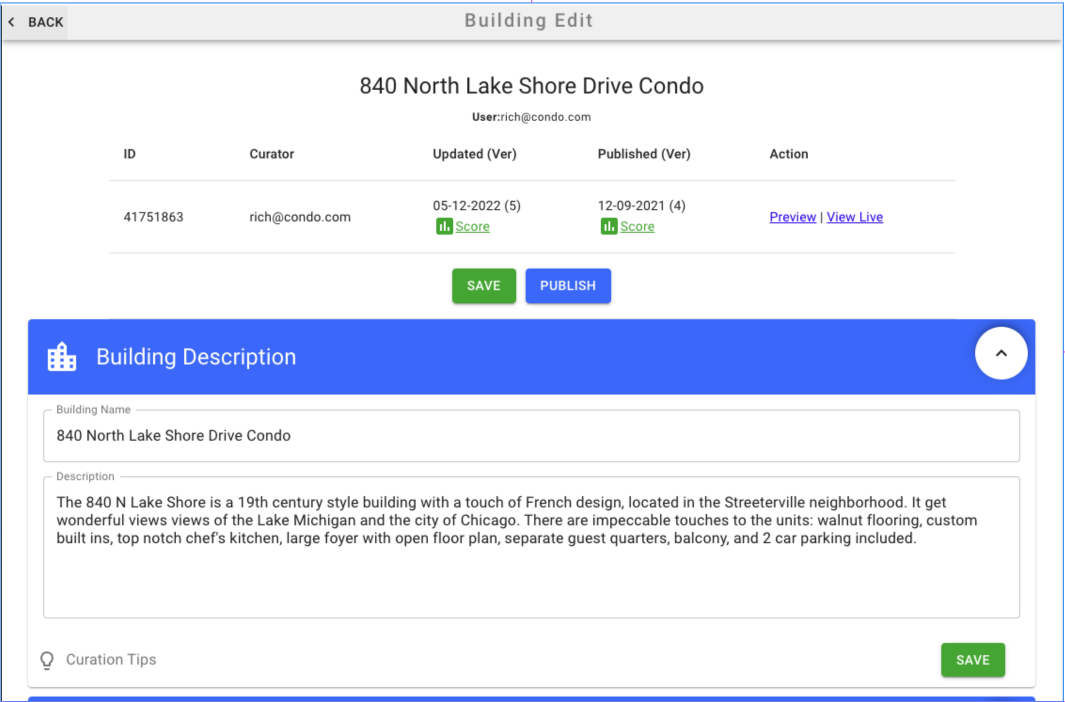 BACK
Building Edit
840 North Lake Shore Drive Condo
User:rich@condo.com
ID Curator Updated (Ver) Published (Ver) Action
41751863 rich@condo.com 05-12-2022 (5) 12-09-2021 (4) Preview | View Live
Score Score
SAVE PUBLISH
Building Description
Building Name
840 North Lake Shore Drive Condo
Description
The 840 N Lake Shore is a 19th century style building with a touch of French design, located in the Streeterville neighborhood. It get
wonderful views views of the Lake Michigan and the city of Chicago. There are impeccable touches to the units: walnut flooring, custom
built ins, top notch chef's kitchen, large foyer with open floor plan, separate guest quarters, balcony, and 2 car parking included.
Curation Tips
SAVE